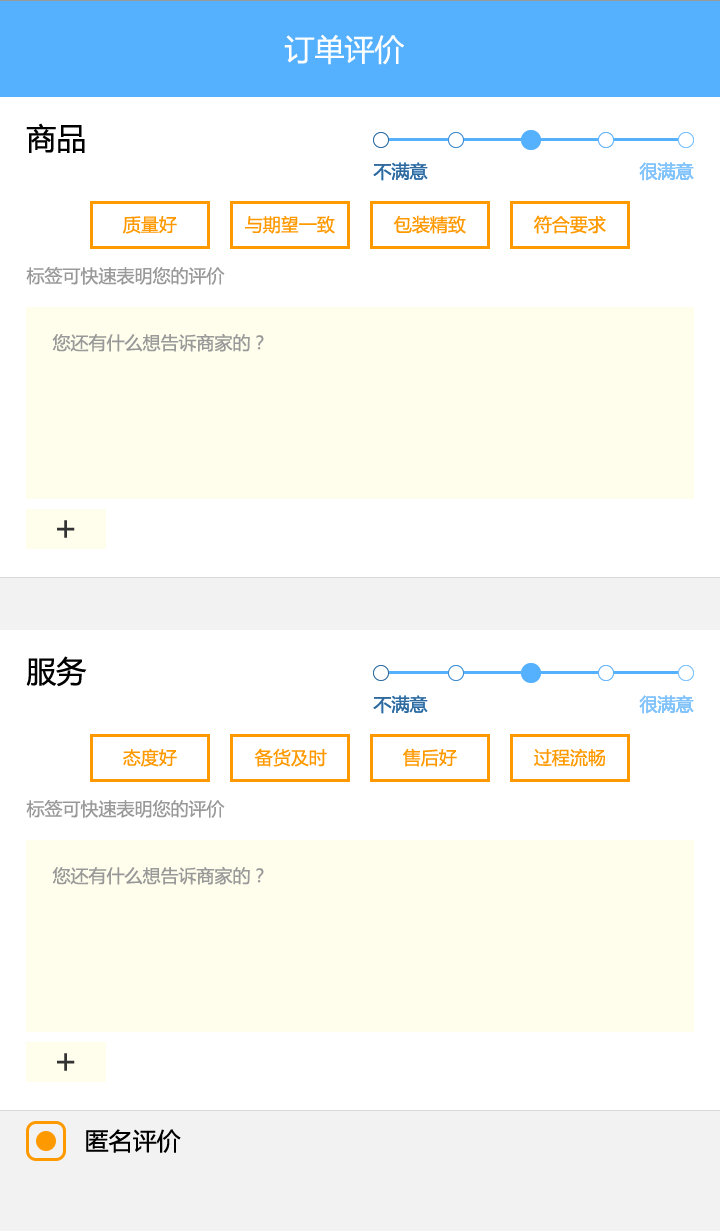 订单评价
商品
不满意 很满意
质量好 与期望一致 包装精致 符合要求
标签可快速表明您的评价
您还有什么想告诉商家的？
+
服务
不满意 很满意
态度好 备货及时 售后好 过程流畅
标签可快速表明您的评价
您还有什么想告诉商家的？
+
匿名评价